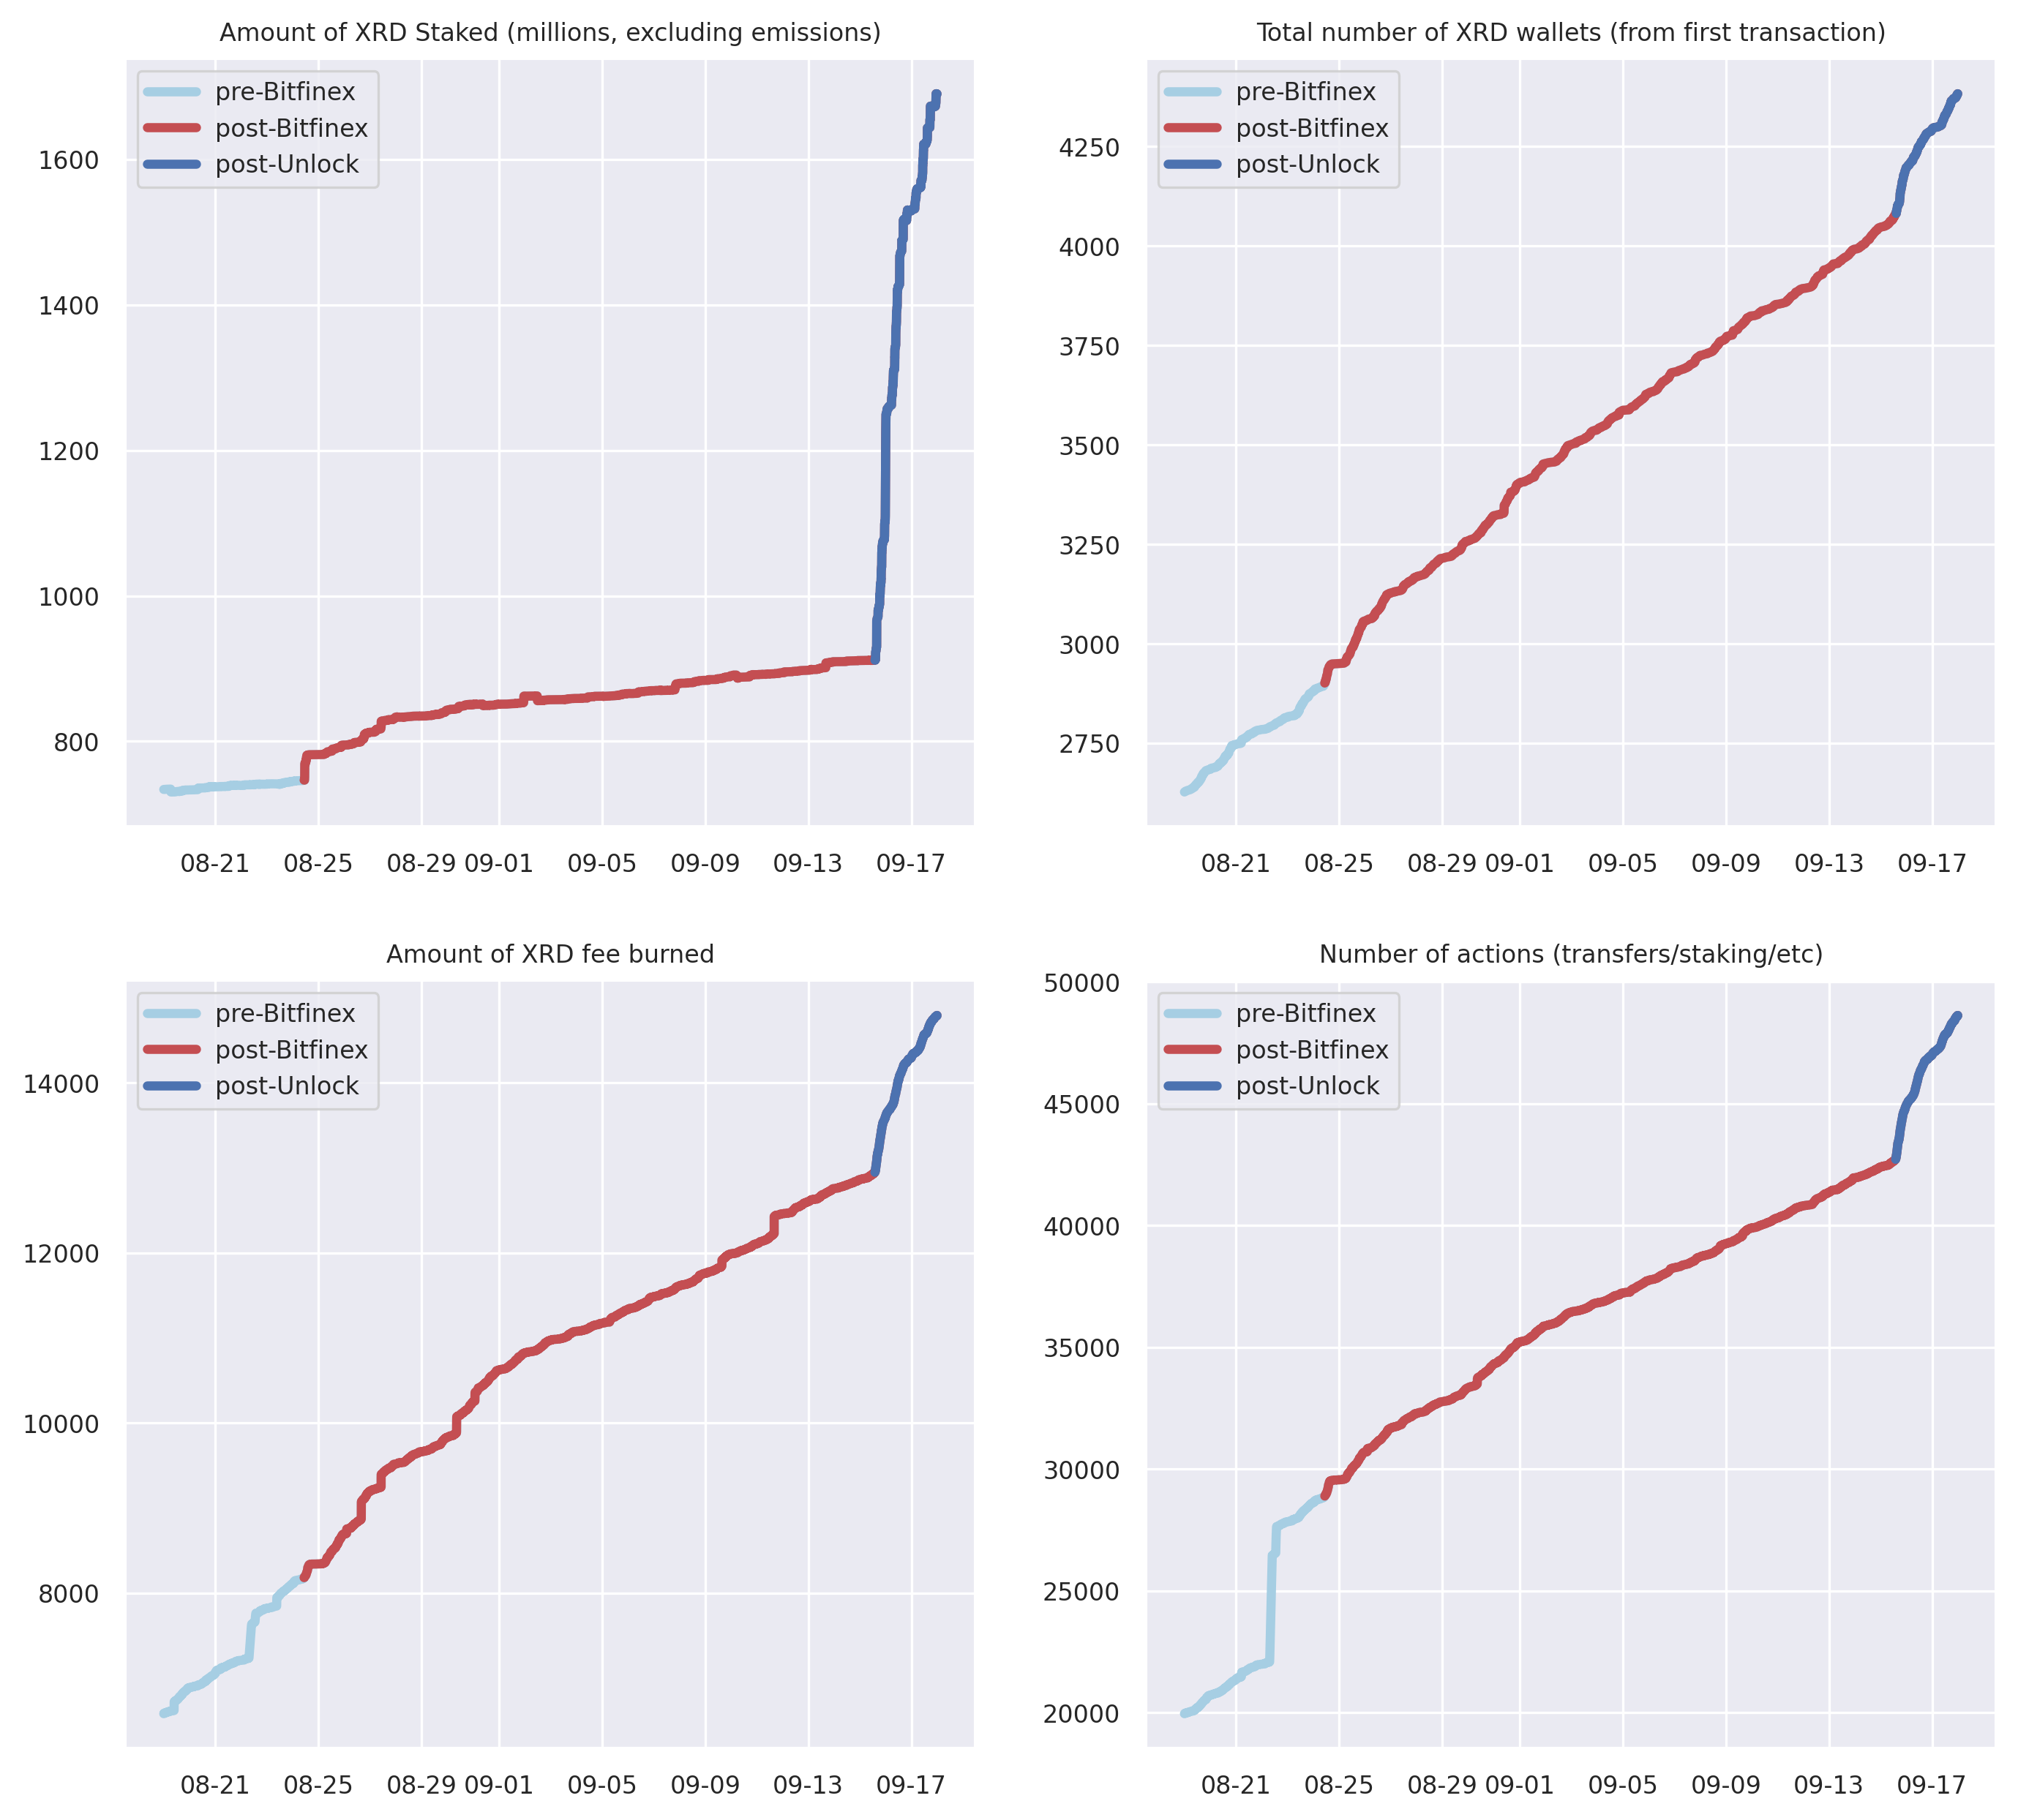 Amount of XRD Staked (millions, excluding emissions)
pre-Bitfinex
post-Bitfinex
post-Unlock
1600
1400
1200
1000
800
08-21 08-25 08-29 09-01 09-05 09-09 09-13 09-17
Total number of XRD wallets (from first transaction)
pre-Bitfinex
post-Bitfinex
post-Unlock
4250
4000
3750
3500
3250
3000
2750
08-21 08-25 08-29 09-01 09-05 09-09 09-13 09-17
Amount of XRD fee burned
pre-Bitfinex
post-Bitfinex
post-Unlock
14000
12000
10000
8000
08-21 08-25 08-29 09-01 09-05 09-09 09-13 09-17
Number of actions (transfers/staking/etc)
50000
pre-Bitfinex
post-Bitfinex
post-Unlock
45000
40000
35000
30000
25000
20000
08-21 08-25 08-29 09-01 09-05 09-09 09-13 09-17